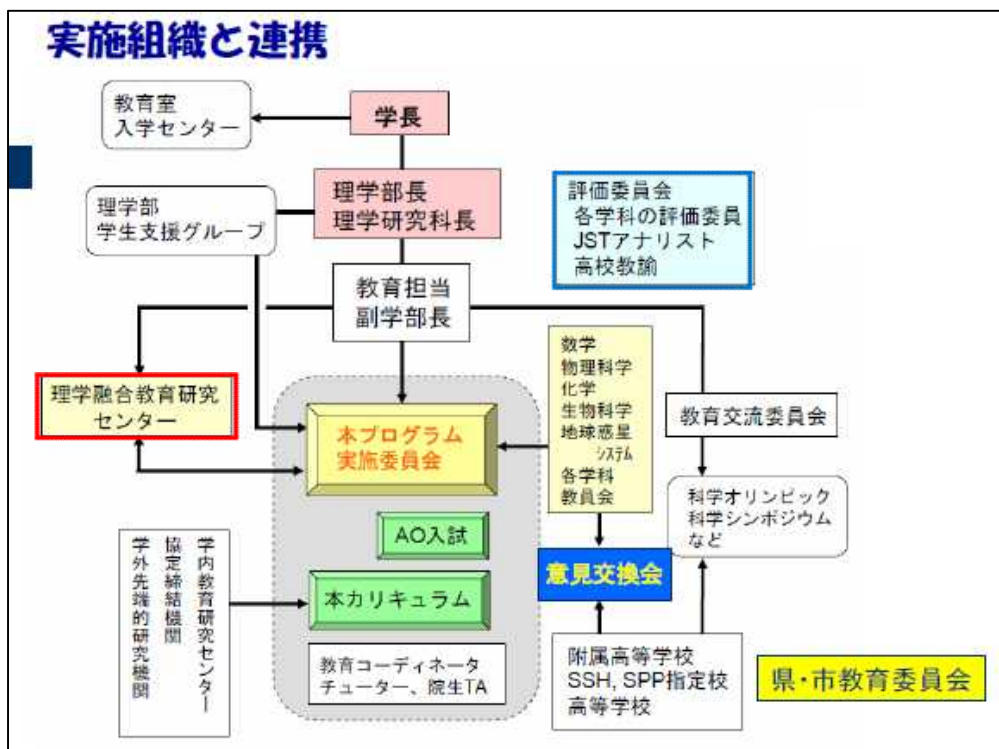 実施組織と連携
教育室
入学センター
学長
理学部
学生支援グループ
理学部長
理学研究科長
評価委員会
各学科の評価委員
JSTアナリスト
高校教諭
教育担当
副学部長
理学融合教育研究
センター
本プログラム
実施委員会
数学
物理科学
化学
生物科学
地球惑星
システム
各学科
教員会
教育交流委員会
科学オリンピック
科学シンポジウム
など
AO入試
意見交換会
本カリキュラム
学内教育研究センター
協定締結機関
学外先端的研究機関
教育コーディネータ
チューター、院生TA
附属高等学校
SSH, SPP指定校
高等学校
県・市教育委員会